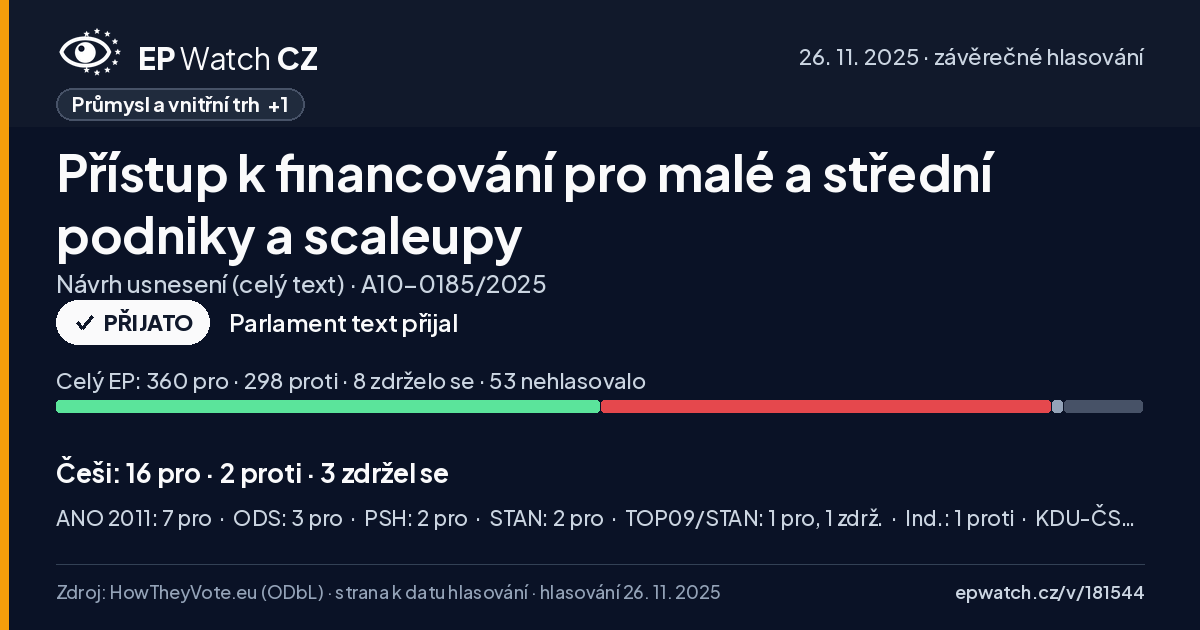 EP Watch CZ
26. 11. 2025 · závěrečné hlasování
Průmysl a vnitřní trh +1
Přístup k financování pro malé a střední
podniky a scaleupy
Návrh usnesení (celý text) · A10-0185/2025
✓ PŘIJATO Parlament text přijal
Celý EP: 360 pro · 298 proti · 8 zdrželo se · 53 nehlasovalo
Češi: 16 pro · 2 proti · 3 zdržel se
ANO 2011: 7 pro · ODS: 3 pro · PSH: 2 pro · STAN: 2 pro · TOP09/STAN: 1 pro, 1 zdrž. · Ind.: 1 proti · KDU-ČS…
Zdroj: HowTheyVote.eu (ODbL) · strana k datu hlasování · hlasování 26. 11. 2025
epwatch.cz/v/181544